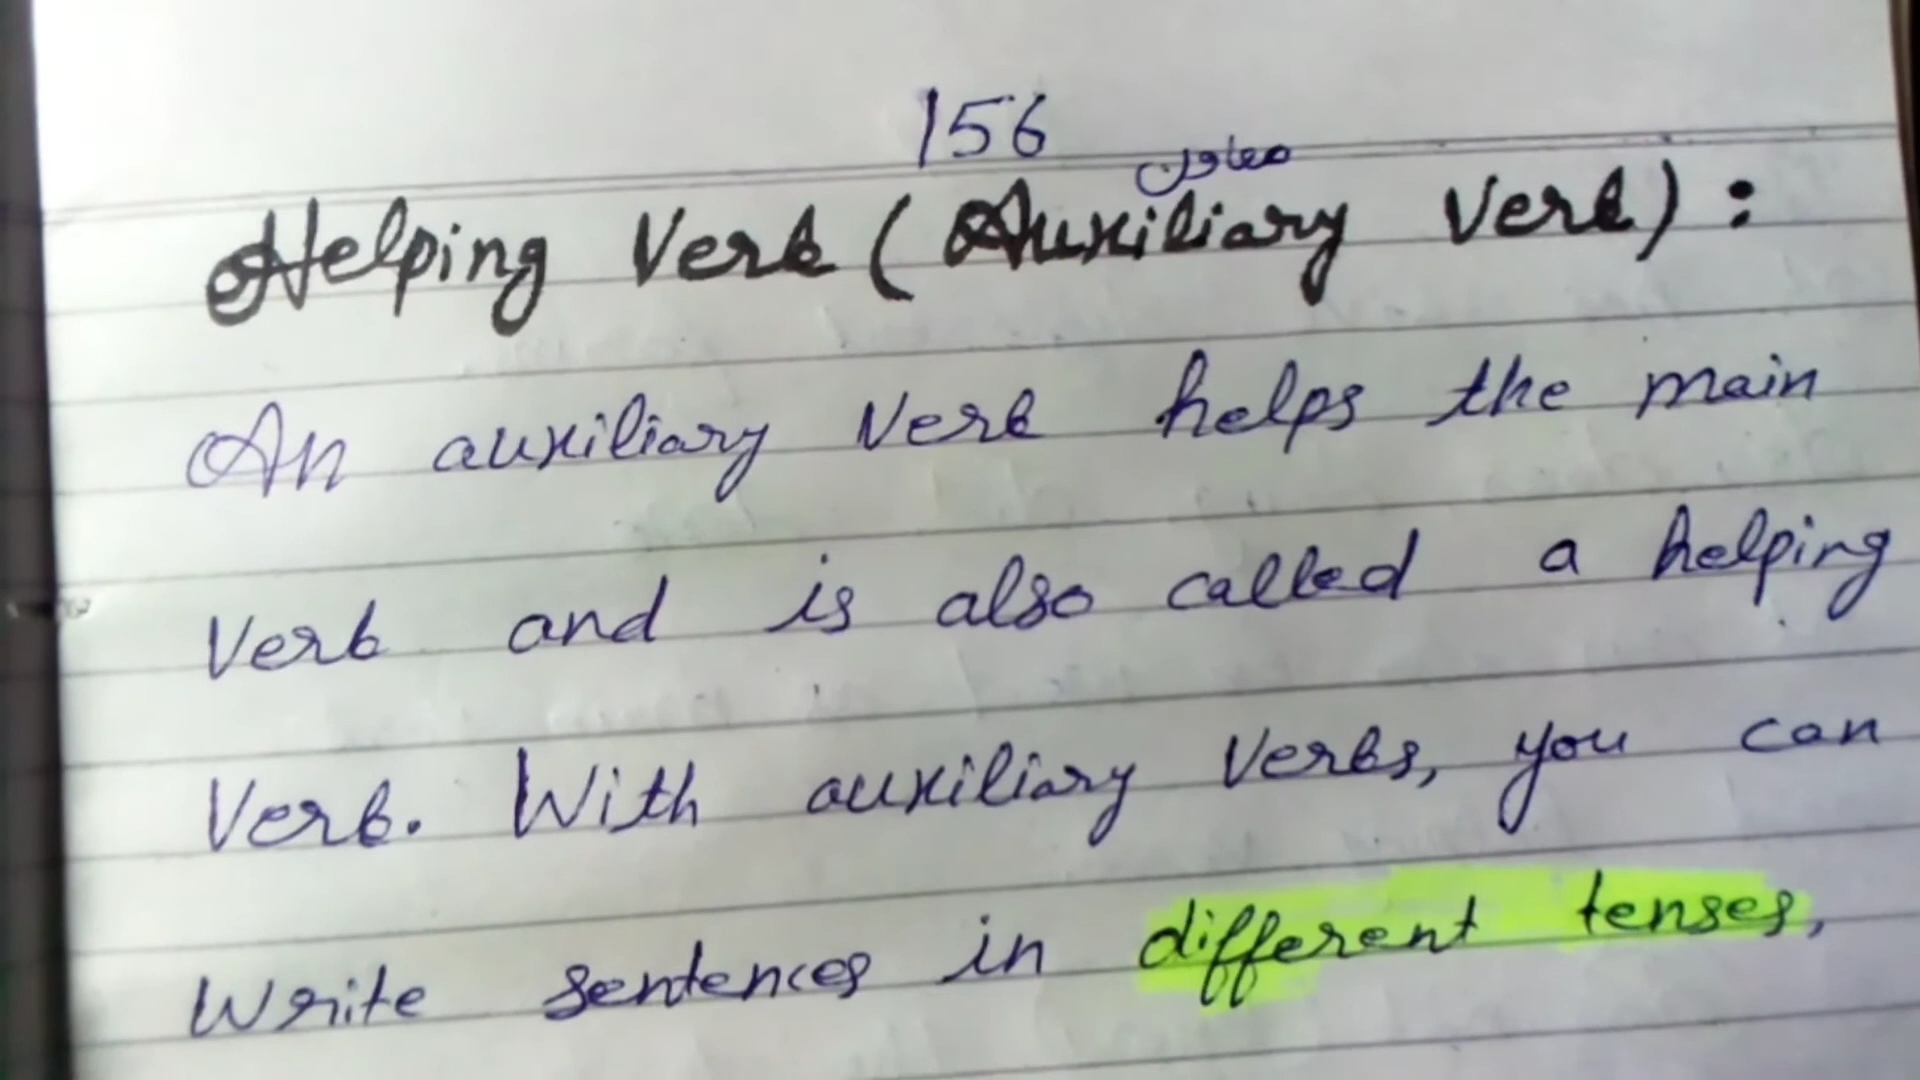 156
معاون
Helping Verb (Auxiliary Verb) :
An auxiliary Verb helps the main
Verb and is also called a helping
Verb. With auxiliary Verbs, you can
Write sentences in different tenses,